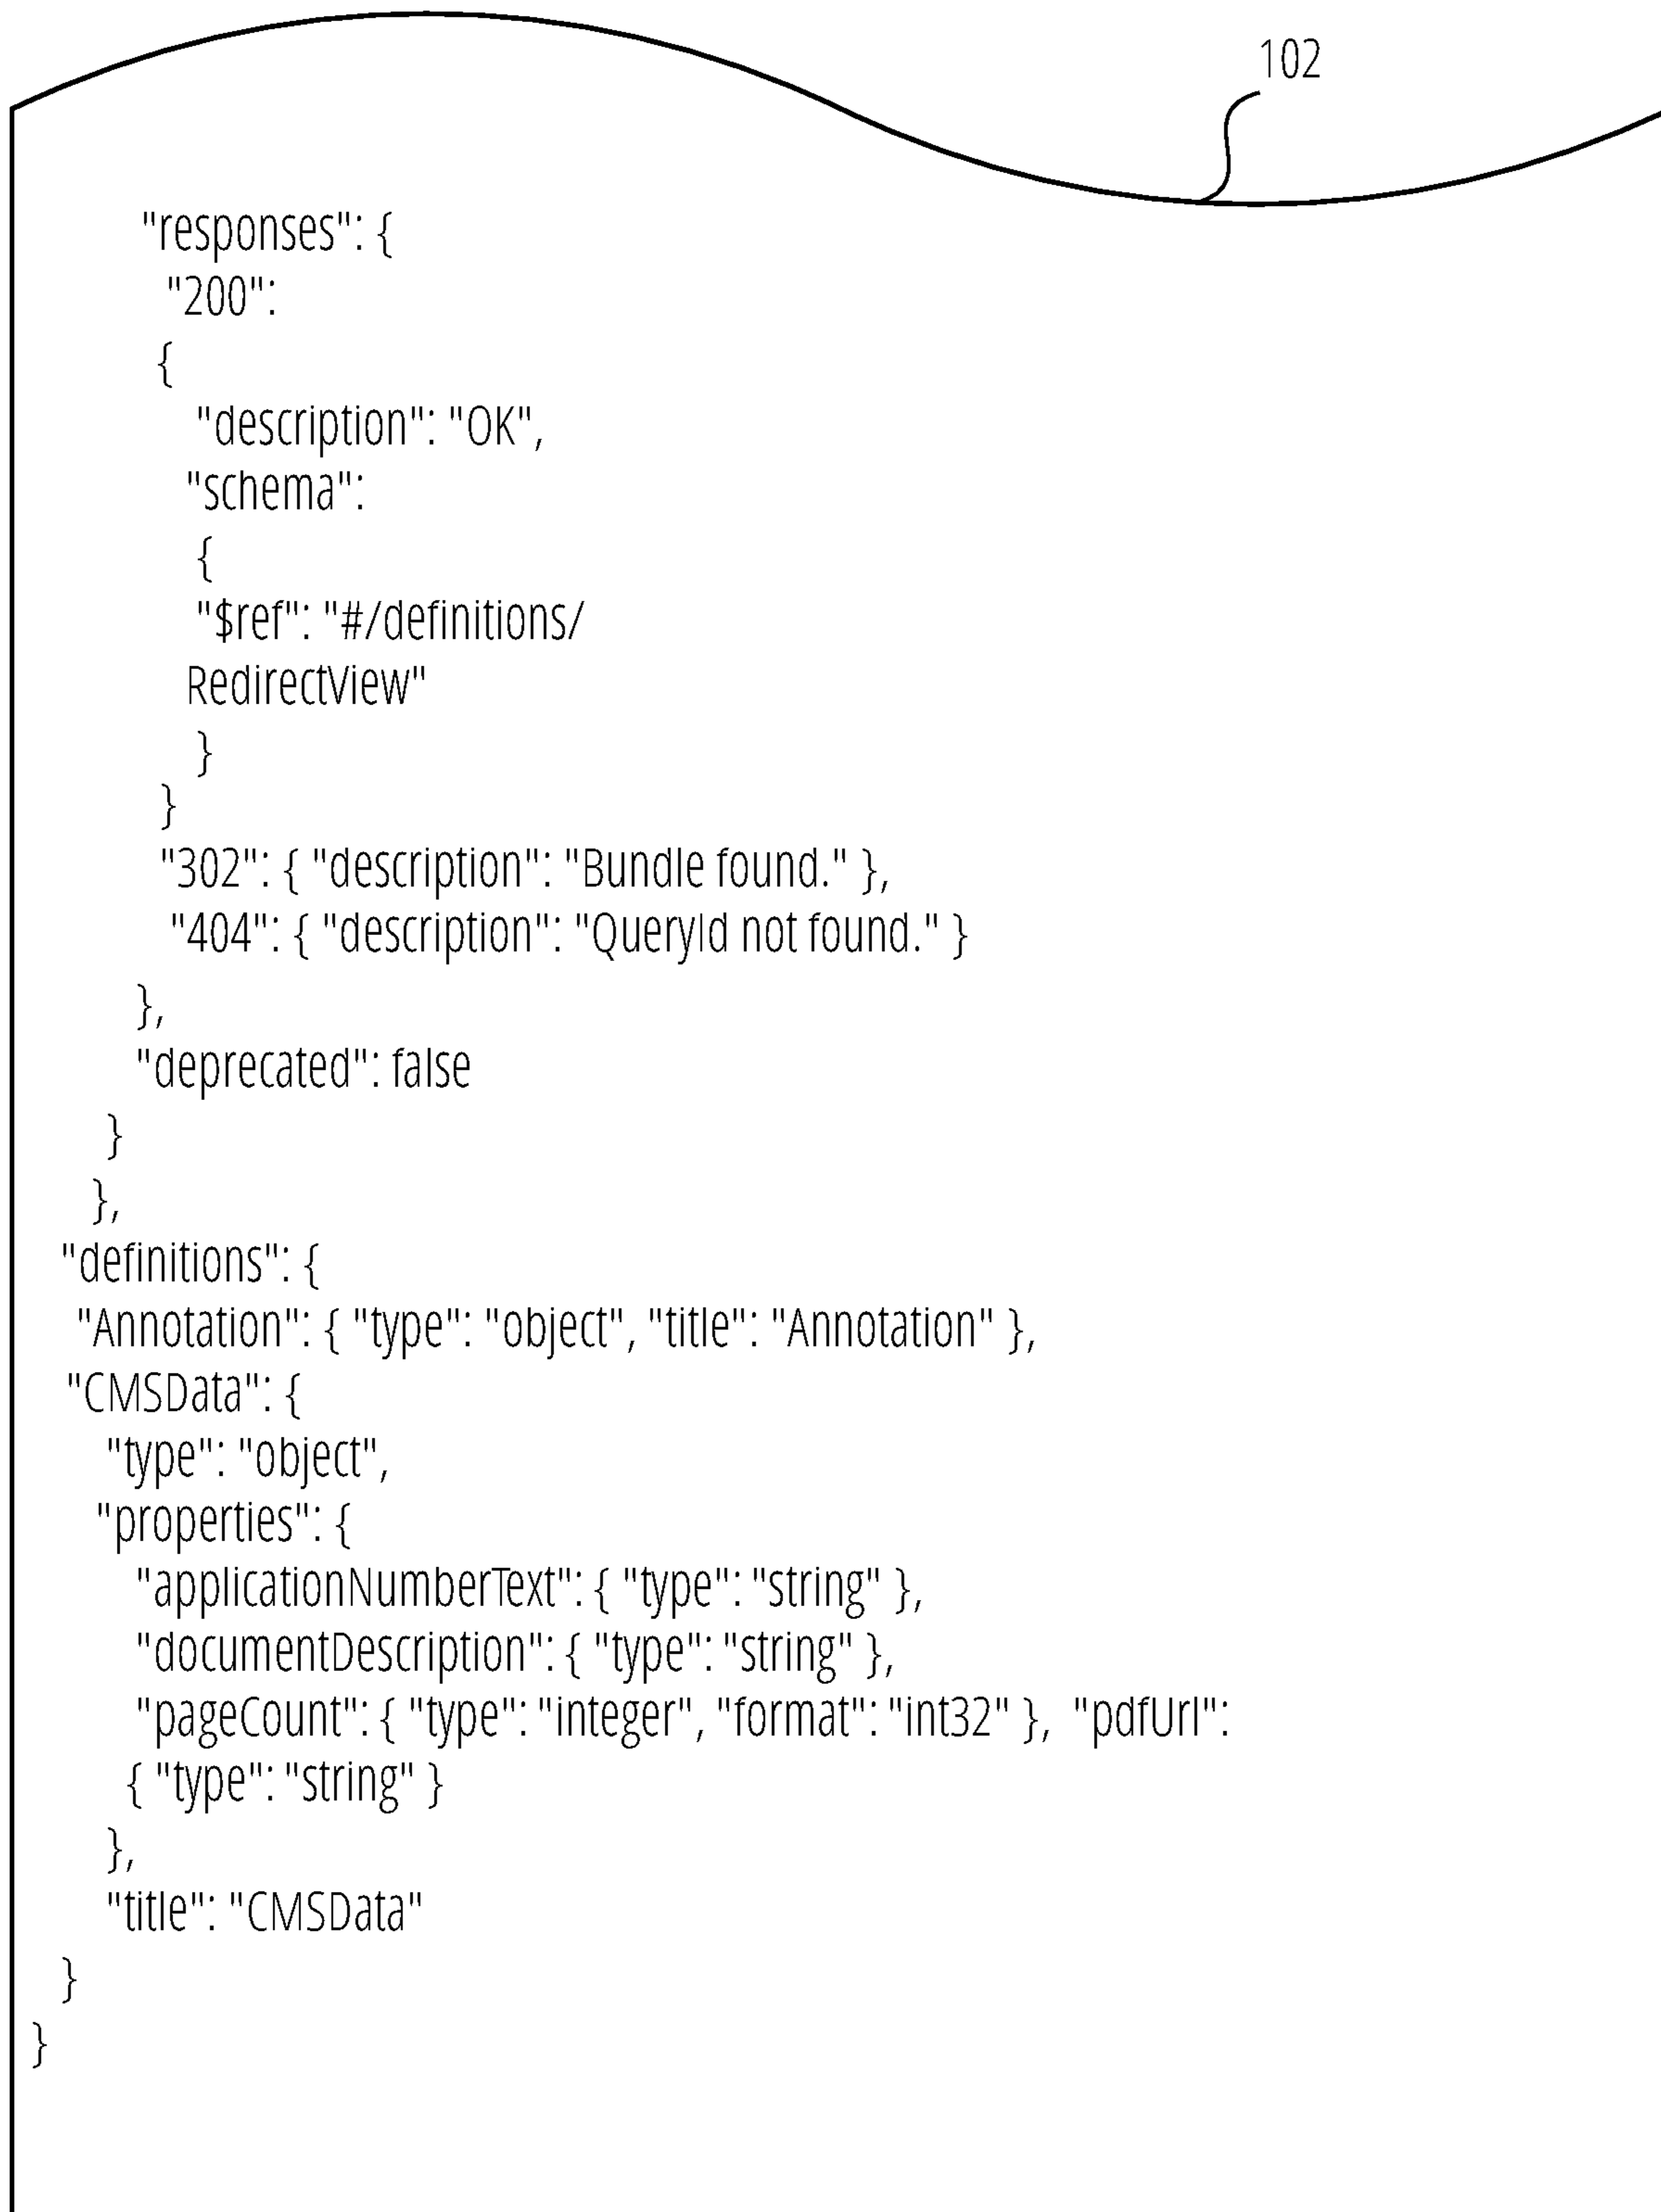 102
"responses": {
"200":
{
"description": "OK",
"schema":
{
"$ref": "#/definitions/
RedirectView"
}
}
"302": { "description": "Bundle found." },
"404": { "description": "QueryId not found." }
},
"deprecated": false
}
},
"definitions": {
"Annotation": { "type": "object", "title": "Annotation" },
"CMSData": {
"type": "object",
"properties": {
"applicationNumberText": { "type": "string" },
"documentDescription": { "type": "string" },
"pageCount": { "type": "integer", "format": "int32" }, "pdfUrl":
{ "type": "string" }
},
"title": "CMSData"
}
}